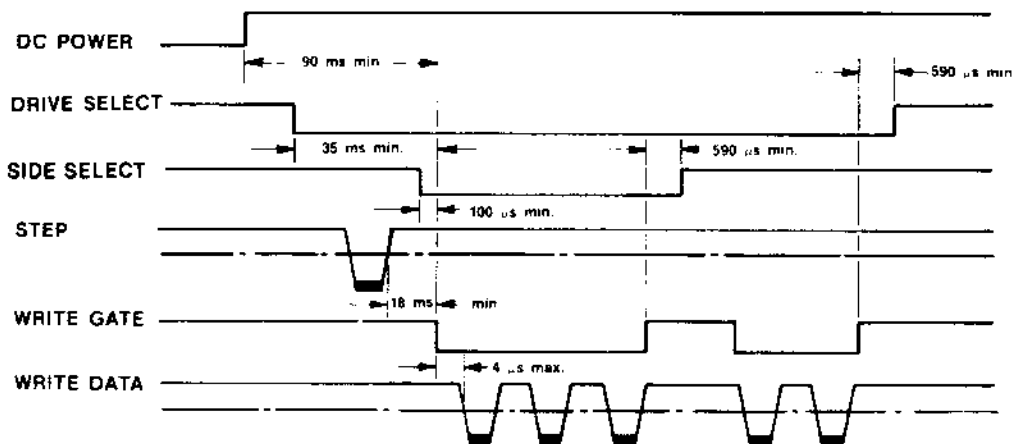 DC POWER
90 ms min
590 μs min
DRIVE SELECT
35 ms min.
590 μs min.
SIDE SELECT
100 μs min.
STEP
18 ms min
WRITE GATE
4 μs max.
WRITE DATA